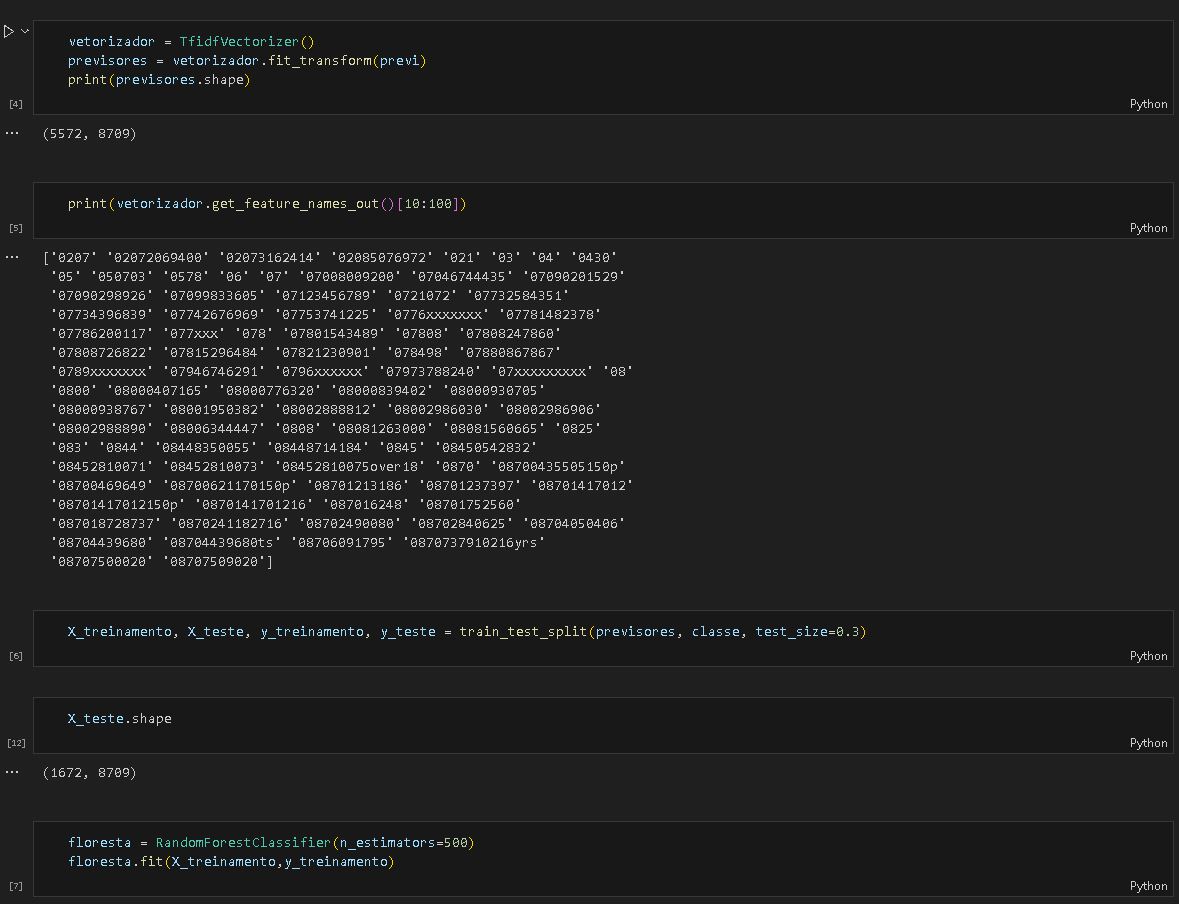 vetorizador = TfidfVectorizer()
previsores = vetorizador.fit_transform(previ)
print(previsores.shape)
[4]
Python
... (5572, 8709)
print(vetorizador.get_feature_names_out()[10:100])
[5]
Python
... ['0207' '02072069400' '02073162414' '02085076972' '021' '03' '04' '0430'
'05' '050703' '0578' '06' '07' '07008009200' '07046744435' '07090201529'
'07090298926' '07099833605' '07123456789' '0721072' '07732584351'
'07734396839' '07742676969' '07753741225' '0776xxxxxxx' '07781482378'
'07786200117' '077xxx' '078' '07801543489' '07808' '07808247860'
'07808726822' '07815296484' '07821230901' '078498' '07880867867'
'0789xxxxxxx' '07946746291' '0796xxxxxx' '07973788240' '07xxxxxxxxx' '08'
'0800' '08000407165' '08000776320' '08000839402' '08000930705'
'08000938767' '08001950382' '08002888812' '08002986030' '08002986906'
'08002988890' '08006344447' '0808' '08081263000' '08081560665' '0825'
'083' '0844' '08448350055' '08448714184' '0845' '08450542832'
'08452810071' '08452810073' '08452810075over18' '0870' '08700435505150p'
'08700469649' '08700621170150p' '08701213186' '08701237397' '08701417012'
'08701417012150p' '0870141701216' '087016248' '08701752560'
'087018728737' '0870241182716' '08702490080' '08702840625' '08704050406'
'08704439680' '08704439680ts' '08706091795' '0870737910216yrs'
'08707500020' '08707509020']
X_treinamento, X_teste, y_treinamento, y_teste = train_test_split(previsores, classe, test_size=0.3)
[6]
Python
X_teste.shape
[12]
Python
... (1672, 8709)
floresta = RandomForestClassifier(n_estimators=500)
floresta.fit(X_treinamento,y_treinamento)
[7]
Python